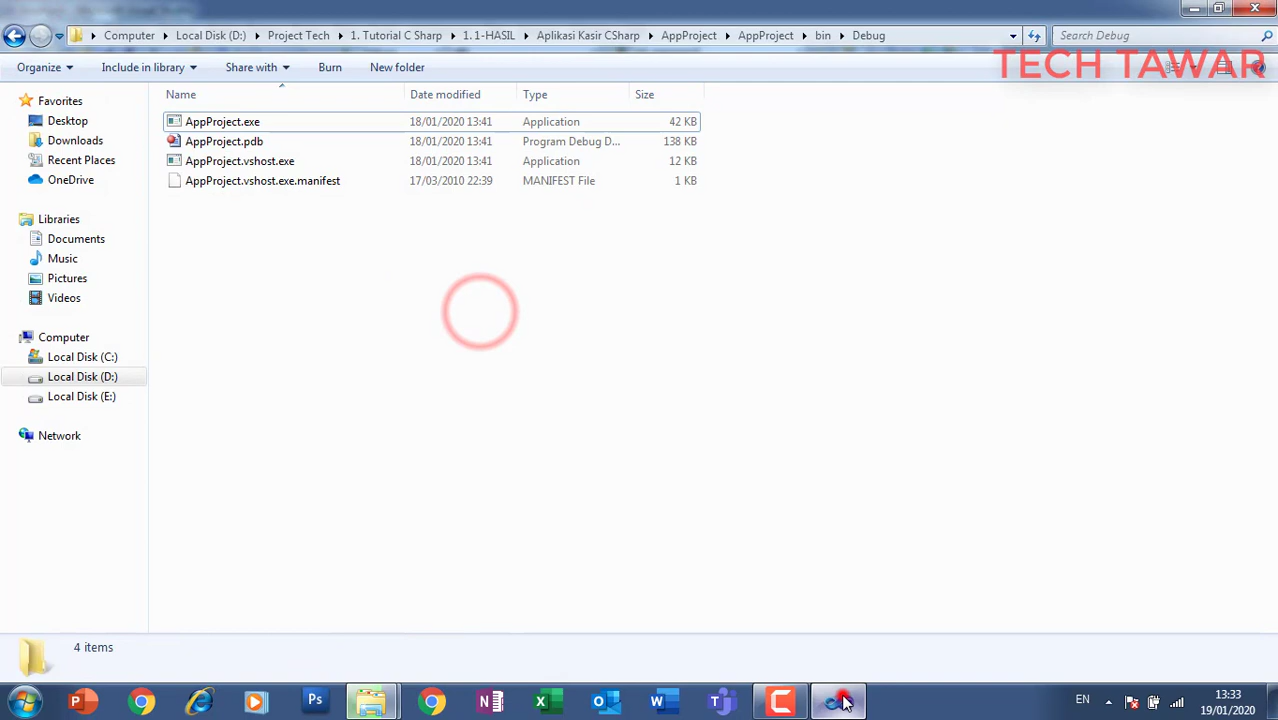 Computer Local Disk (D:) Project Tech 1. Tutorial C Sharp 1.1-HASIL Aplikasi Kasir CSharp AppProject AppProject bin Debug Search Debug
Organize Include in library Share with Burn New folder
TECH TAWAR
Name Date modified Type Size
AppProject.exe 18/01/2020 13:41 Application 42 KB
AppProject.pdb 18/01/2020 13:41 Program Debug D... 138 KB
AppProject.vshost.exe 18/01/2020 13:41 Application 12 KB
AppProject.vshost.exe.manifest 17/03/2010 22:39 MANIFEST File 1 KB
Favorites
Desktop
Downloads
Recent Places
OneDrive
Libraries
Documents
Music
Pictures
Videos
Computer
Local Disk (C:)
Local Disk (D:)
Local Disk (E:)
Network
4 items
EN 13:33
19/01/2020